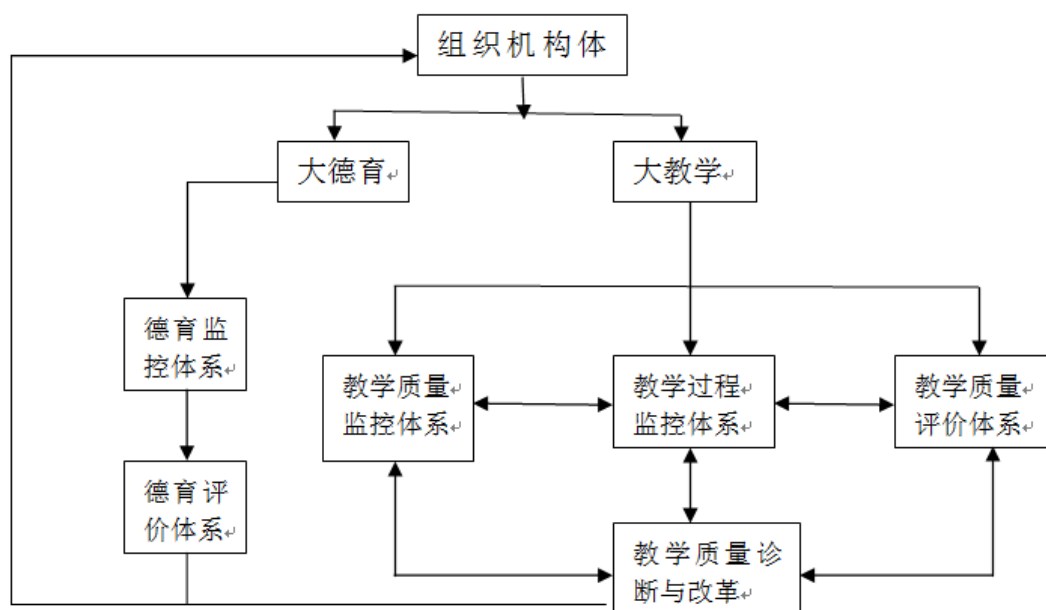 组织机构体
大德育
大教学
德育监
控体系
教学质量
监控体系
教学过程
监控体系
教学质量
评价体系
德育评
价体系
教学质量诊
断与改革